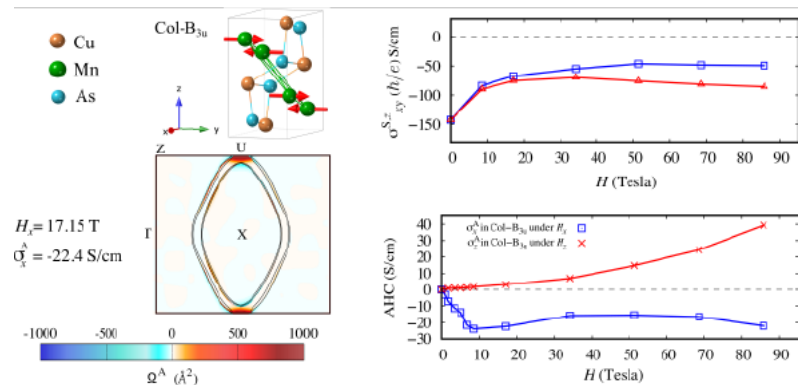 Cu
Mn
As
Col-B3u
z
x
y
Z
U
Γ
X
Hx = 17.15 T
σxA = -22.4 S/cm
-1000
-500
0
500
1000
ΩA (Å2)
σS,zxy (ħ/e) S/cm
0
-50
-100
-150
0
10
20
30
40
50
60
70
80
90
H (Tesla)
AHC (S/cm)
40
30
20
10
0
-10
-20
-30
σxA in Col-B3u under Hx
σzA in Col-B3u under Hz
0
10
20
30
40
50
60
70
80
90
H (Tesla)